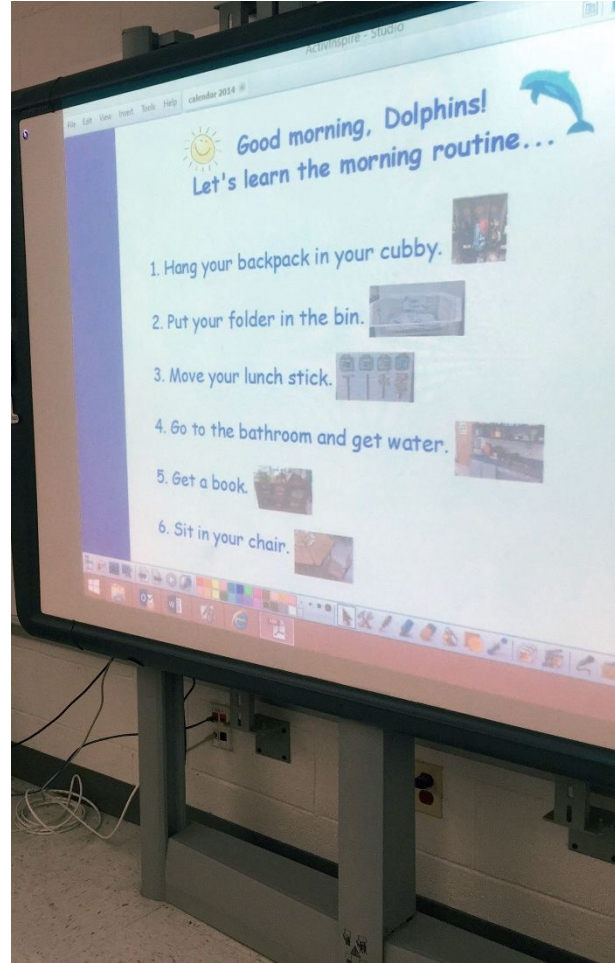 ActivInspire - Studio
File Edit View Insert Tools Help calendar 2014
Good morning, Dolphins!
Let's learn the morning routine...
1. Hang your backpack in your cubby.
2. Put your folder in the bin.
3. Move your lunch stick.
4. Go to the bathroom and get water.
5. Get a book.
6. Sit in your chair.